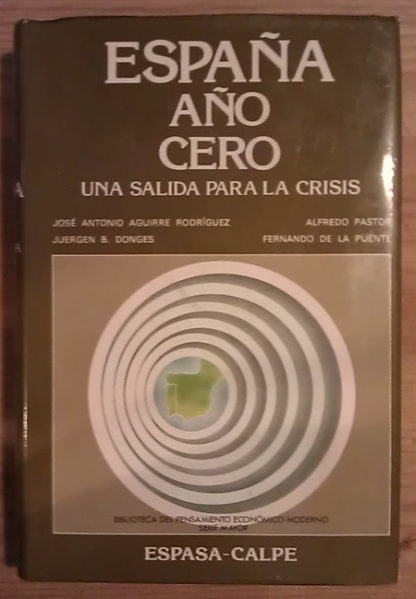 ESPAÑA
AÑO
CERO
UNA SALIDA PARA LA CRISIS
JOSÉ ANTONIO AGUIRRE RODRÍGUEZ
ALFREDO PASTOR
JUERGEN B. DONGES
FERNANDO DE LA PUENTE
BIBLIOTECA DEL PENSAMIENTO ECONÓMICO MODERNO
SERIE MAYOR
ESPASA-CALPE